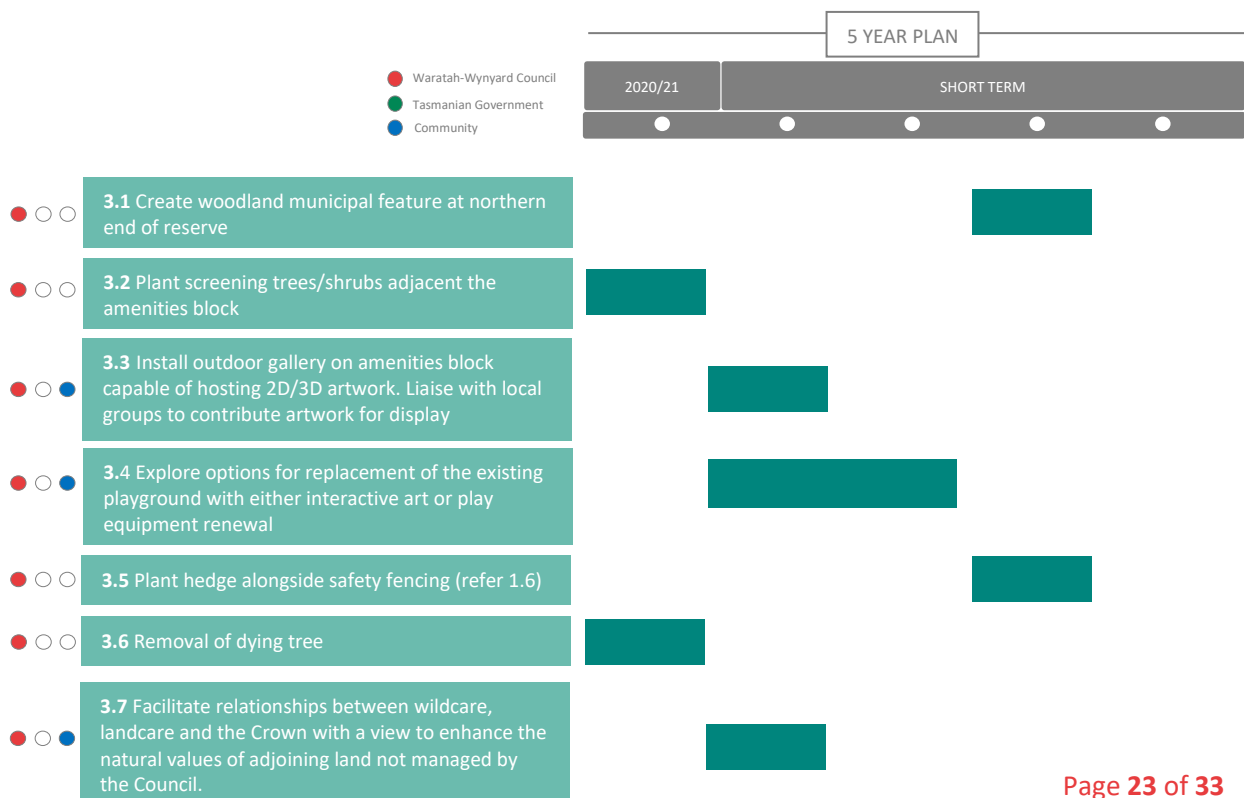 5 YEAR PLAN
Waratah-Wynyard Council
Tasmanian Government
Community
2020/21
SHORT TERM
3.1 Create woodland municipal feature at northern
end of reserve
3.2 Plant screening trees/shrubs adjacent the
amenities block
3.3 Install outdoor gallery on amenities block
capable of hosting 2D/3D artwork. Liaise with local
groups to contribute artwork for display
3.4 Explore options for replacement of the existing
playground with either interactive art or play
equipment renewal
3.5 Plant hedge alongside safety fencing (refer 1.6)
3.6 Removal of dying tree
3.7 Facilitate relationships between wildcare,
landcare and the Crown with a view to enhance the
natural values of adjoining land not managed by
the Council.
Page 23 of 33